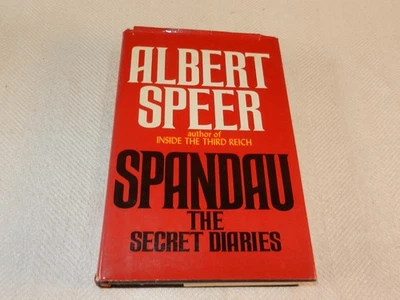 ALBERT
SPEER
author of
INSIDE THE THIRD REICH
SPANDAU
THE
SECRET DIARIES